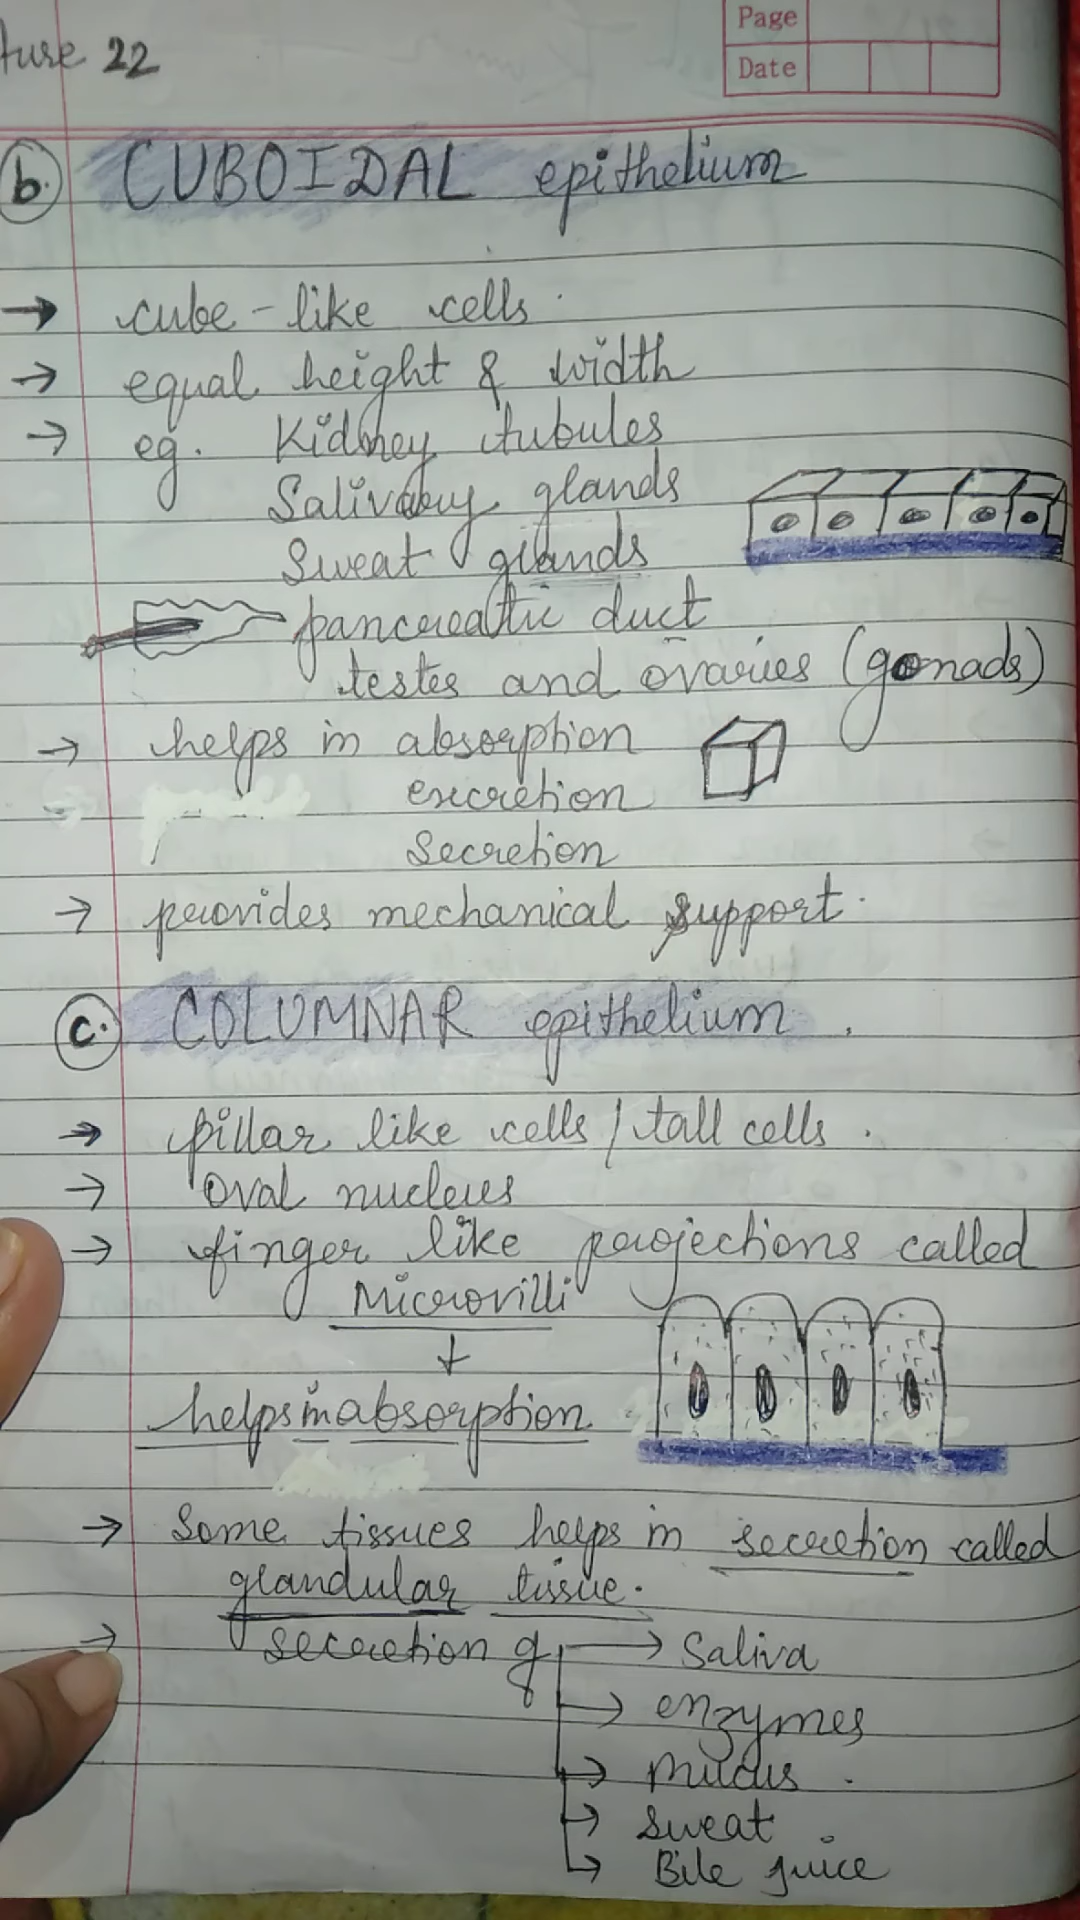 ture 22
Page
Date
b. CUBOIDAL epithelium
→ cube-like cells.
→ equal height & width
→ eg. Kidney tubules
Salivary glands
Sweat glands
pancreatic duct
testes and ovaries (gonads)
→ helps in absorption
excretion
secretion
→ provides mechanical support.
c. COLUMNAR epithelium.
→ pillar like cells / tall cells.
→ oval nucleus
→ finger like projections called
Microvilli
↓
helps in absorption
→ Some tissues helps in secretion called
glandular tissue.
→ secretion of → Saliva
→ enzymes
→ Mucus.
→ Sweat
→ Bile juice